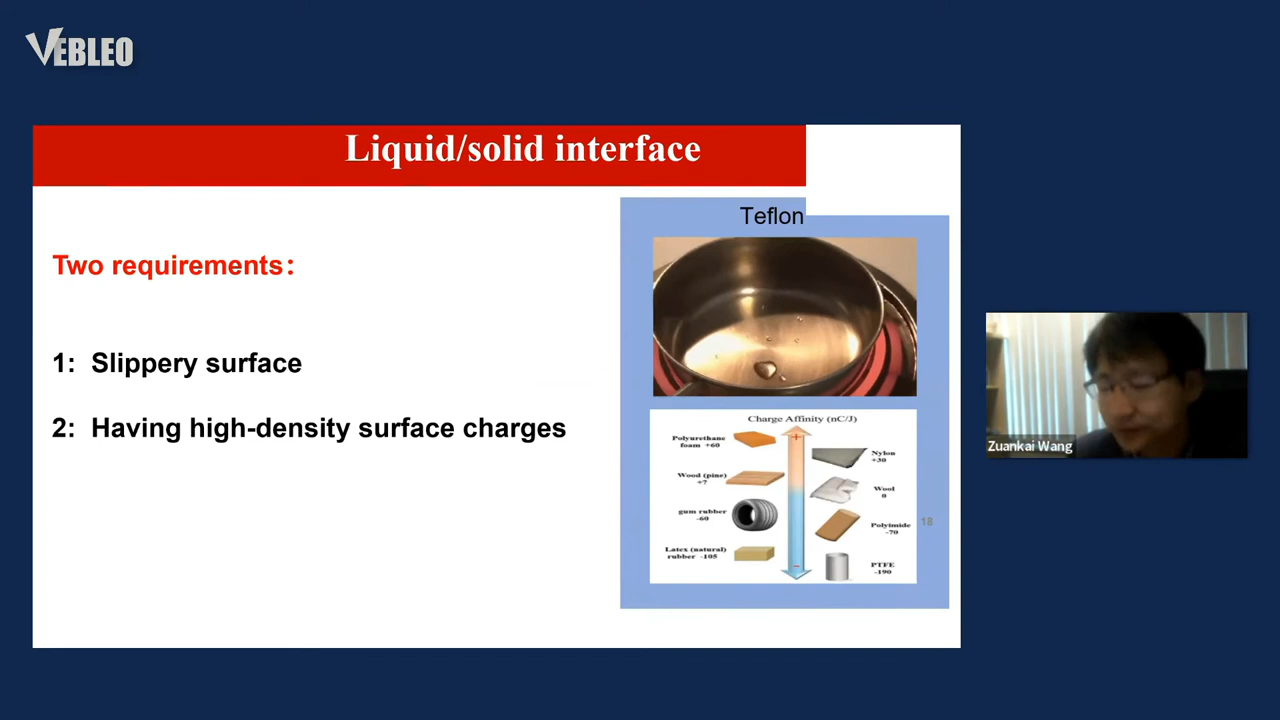 VEBLEO
Liquid/solid interface
Teflon
Two requirements:
1: Slippery surface
2: Having high-density surface charges
Charge Affinity (nC/J)
+
Polyurethane
foam +60
Nylon
+30
Wood (pine)
+7
Wool
0
gum rubber
-60
Polyimide
-70
Latex (natural)
rubber -105
PTFE
-190
-
18
Zuankai Wang